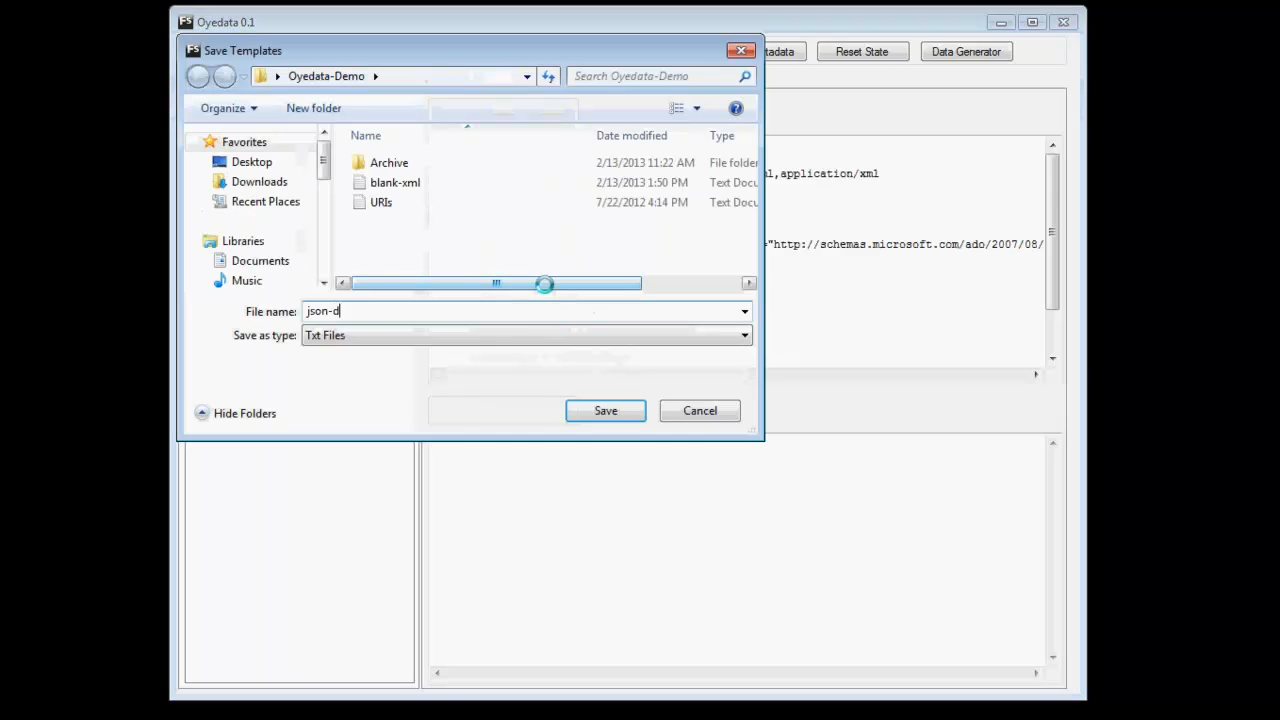 FS Oyedata 0.1
FS Save Templates
tadata Reset State Data Generator
Oyedata-Demo
Search Oyedata-Demo
Organize New folder
Name Date modified Type
Favorites
Desktop
Downloads
Recent Places
Libraries
Documents
Music
Archive 2/13/2013 11:22 AM File folder
blank-xml 2/13/2013 1:50 PM Text Docu
URIs 7/22/2012 4:14 PM Text Docu
l,application/xml
="http://schemas.microsoft.com/ado/2007/08/
File name: json-d
Save as type: Txt Files
Hide Folders Save Cancel